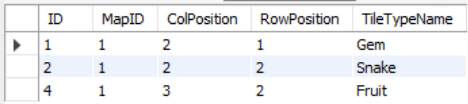 ID MapID ColPosition RowPosition TileTypeName
1 1 2 1 Gem
2 1 2 2 Snake
4 1 3 2 Fruit